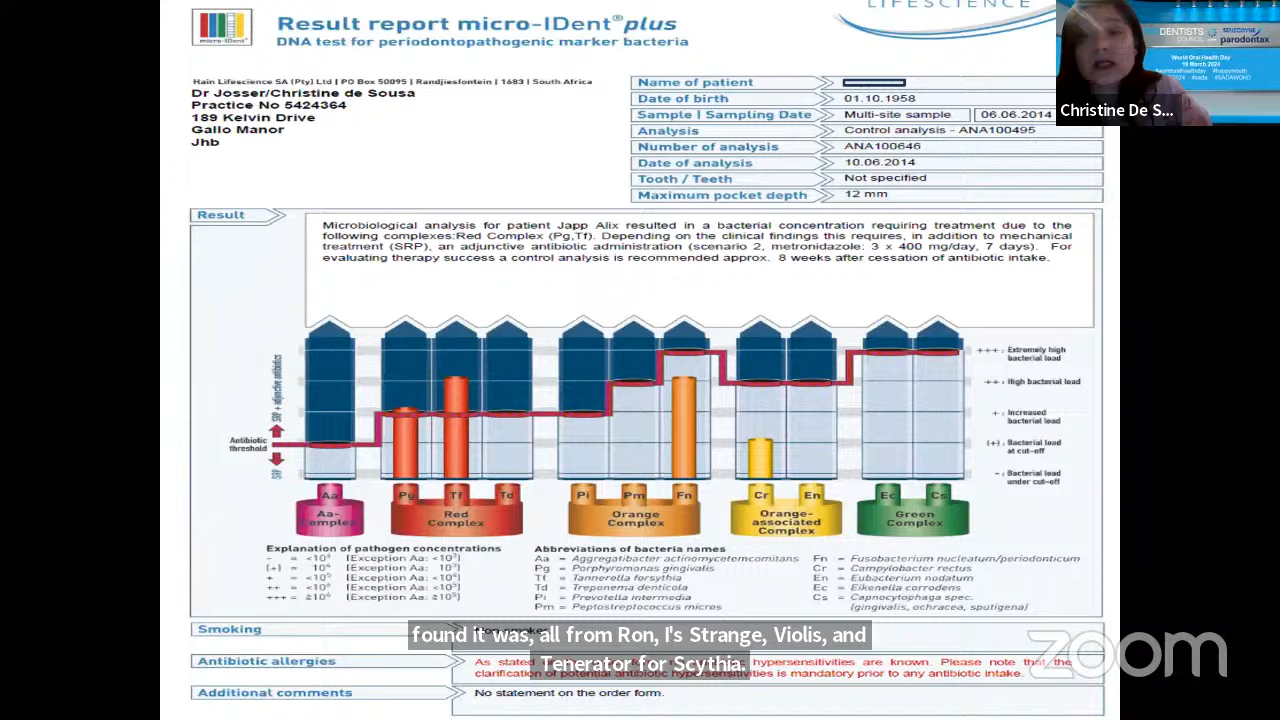 LIFESCIENCE
Result report micro-IDent® plus
DNA test for periodontopathogenic marker bacteria
micro-IDent®
DENTISTS
COUNCIL
SENSODYNE
parodontax
World Oral Health Day
19 March 2024
Christine De S...
Hain Lifescience SA (Pty) Ltd | PO Box 50095 | Randjiesfontein | 1683 | South Africa
Dr Josser/Christine de Sousa
Practice No 5424364
189 Kelvin Drive
Gallo Manor
Jhb
Name of patient
Date of birth 01.10.1958
Sample | Sampling Date Multi-site sample 06.06.2014
Analysis Control analysis - ANA100495
Number of analysis ANA100646
Date of analysis 10.06.2014
Tooth / Teeth Not specified
Maximum pocket depth 12 mm
Result
Microbiological analysis for patient Japp Alix resulted in a bacterial concentration requiring treatment due to the
following complexes:Red Complex (Pg,Tf). Depending on the clinical findings this requires, in addition to mechanical
treatment (SRP), an adjunctive antibiotic administration (scenario 2, metronidazole: 3 x 400 mg/day, 7 days). For
evaluating therapy success a control analysis is recommended approx. 8 weeks after cessation of antibiotic intake.
SRP + adjunctive antibiotics
Antibiotic
threshold
SRP
+++ : Extremely high
bacterial load
++ : High bacterial load
+ : Increased
bacterial load
(+) : Bacterial load
at cut-off
- : Bacterial load
under cut-off
Aa Pg Tf Td Pi Pm Fn Cr En Ec Cs
Aa-
Complex
Red
Complex
Orange
Complex
Orange-
associated
Complex
Green
Complex
Explanation of pathogen concentrations
- = <10⁴ [Exception Aa: <10³]
(+) = 10⁴ [Exception Aa: 10³]
+ = <10⁵ [Exception Aa: <10⁴]
++ = <10⁶ [Exception Aa: <10⁵]
+++ = ≥10⁶ [Exception Aa: ≥10⁵]
Abbreviations of bacteria names
Aa = Aggregatibacter actinomycetemcomitans
Pg = Porphyromonas gingivalis
Tf = Tannerella forsythia
Td = Treponema denticola
Pi = Prevotella intermedia
Pm = Peptostreptococcus micros
Fn = Fusobacterium nucleatum/periodonticum
Cr = Campylobacter rectus
En = Eubacterium nodatum
Ec = Eikenella corrodens
Cs = Capnocytophaga spec.
(gingivalis, ochracea, sputigena)
Smoking
found it was, all from Ron, I's Strange, Violis, and
Tenerator for Scythia.
Antibiotic allergies
As stated hypersensitivities are known. Please note that the
clarification of potential antibiotic hypersensitivities is mandatory prior to any antibiotic intake.
Additional comments No statement on the order form.
zoom